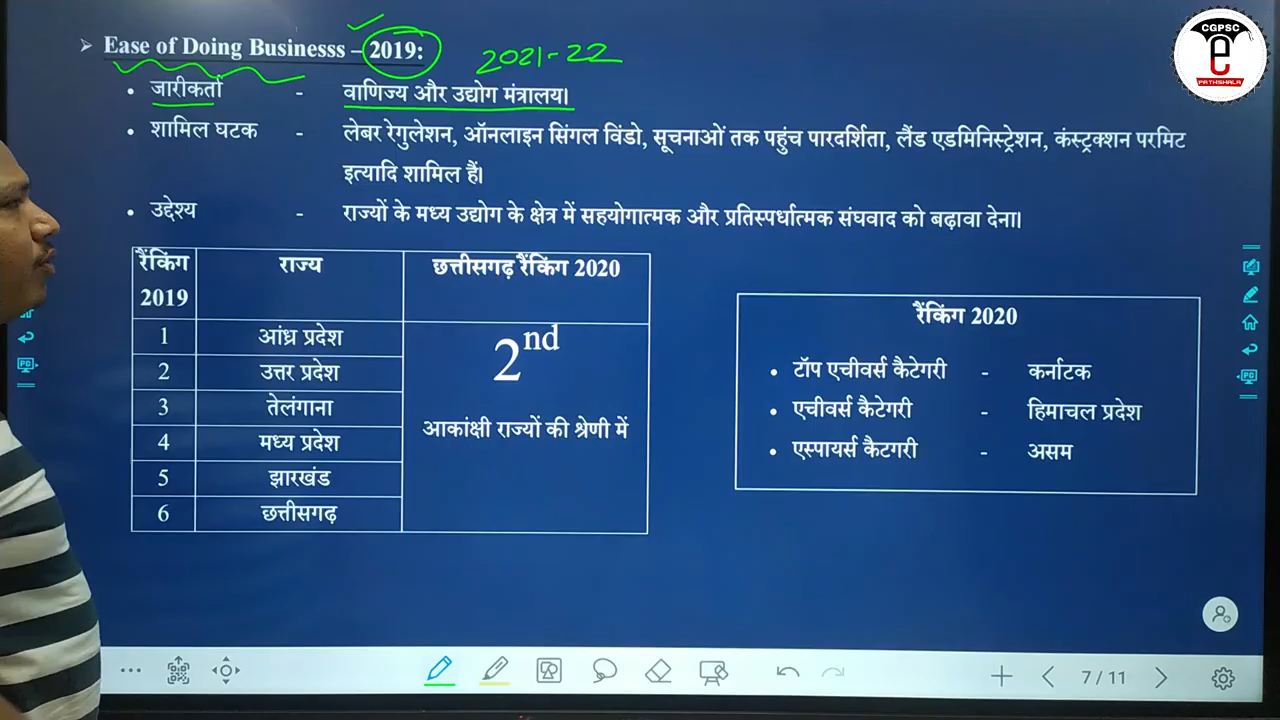 CGPSC
e
PATHSHALA
➢ Ease of Doing Businesss – 2019: 2021-22
• जारीकर्ता - वाणिज्य और उद्योग मंत्रालय।
• शामिल घटक - लेबर रेगुलेशन, ऑनलाइन सिंगल विंडो, सूचनाओं तक पहुंच पारदर्शिता, लैंड एडमिनिस्ट्रेशन, कंस्ट्रक्शन परमिट
इत्यादि शामिल हैं।
• उद्देश्य - राज्यों के मध्य उद्योग के क्षेत्र में सहयोगात्मक और प्रतिस्पर्धात्मक संघवाद को बढ़ावा देना।
रैंकिंग 2019 राज्य छत्तीसगढ़ रैंकिंग 2020
1 आंध्र प्रदेश
2 उत्तर प्रदेश
3 तेलंगाना
4 मध्य प्रदेश
5 झारखंड
6 छत्तीसगढ़
2nd
आकांक्षी राज्यों की श्रेणी में
रैंकिंग 2020
• टॉप एचीवर्स कैटेगरी - कर्नाटक
• एचीवर्स कैटेगरी - हिमाचल प्रदेश
• एस्पायर्स कैटगरी - असम
7 / 11